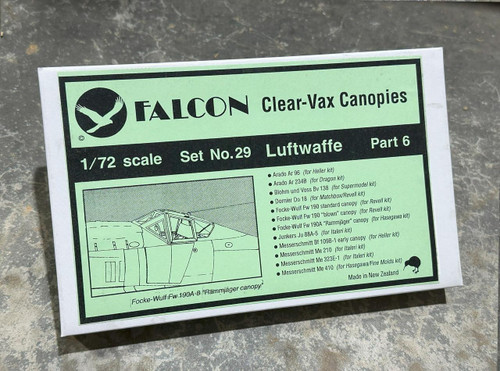 FALCON Clear-Vax Canopies
©
1/72 scale Set No.29 Luftwaffe Part 6
• Arado Ar 96 (for Heller kit)
• Arado Ar 234B (for Dragon kit)
• Blohm und Voss Bv 138 (for Supermodel kit)
• Dornier Do 18 (for Matchbox/Revell kit)
• Focke-Wulf Fw 190 standard canopy (for Revell kit)
• Focke-Wulf Fw 190 "blown" canopy (for Revell kit)
• Focke-Wulf Fw 190A "Rammjäger" canopy (for Hasegawa kit)
• Junkers Ju 88A-5 (for Italeri kit)
• Messerschmitt Bf 109B-1 early canopy (for Heller kit)
• Messerschmitt Me 210 (for Italeri kit)
• Messerschmitt Me 323E-1 (for Italeri kit)
• Messerschmitt Me 410 (for Hasegawa/Fine Molds kit)
Made in New Zealand
Focke-Wulf Fw 190A-8 "Rammjäger canopy"